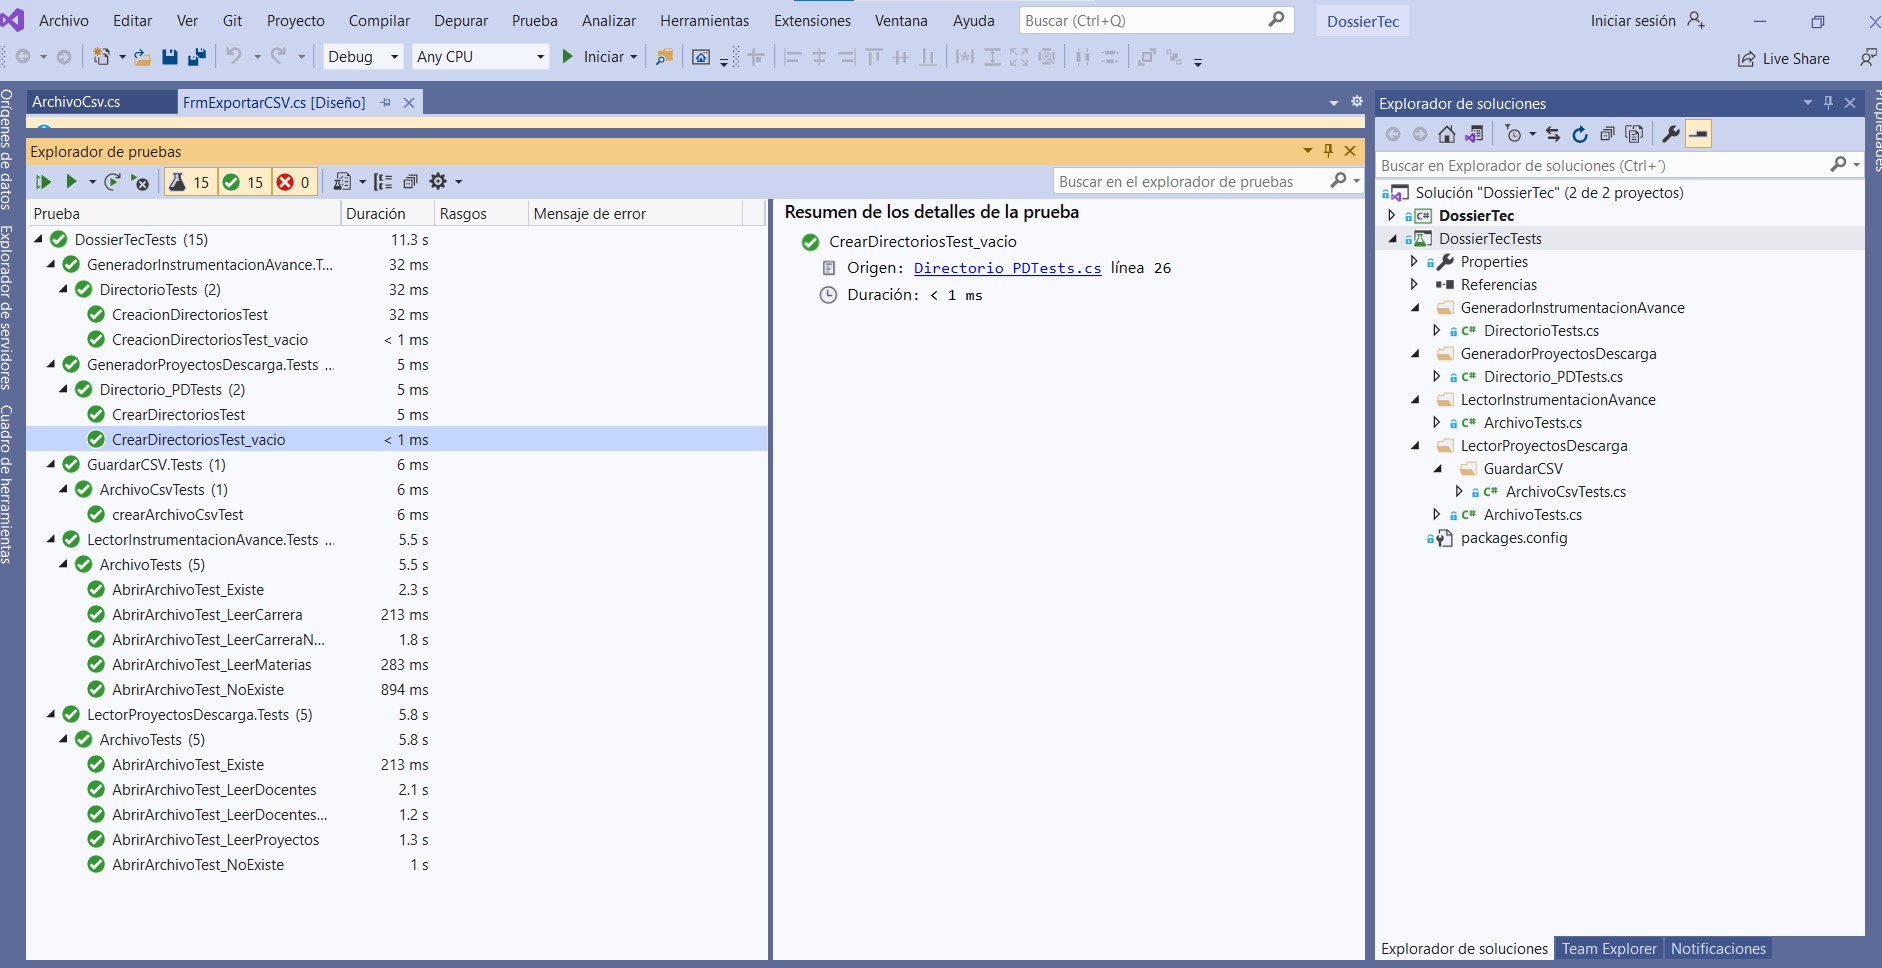 Archivo Editar Ver Git Proyecto Compilar Depurar Prueba Analizar Herramientas Extensiones Ventana Ayuda Buscar (Ctrl+Q) DossierTec Iniciar sesión
Debug Any CPU Iniciar Live Share
Orígenes de datos
Explorador de servidores
Cuadro de herramientas
ArchivoCsv.cs FrmExportarCSV.cs [Diseño]
Explorador de pruebas
15 15 0 Buscar en el explorador de pruebas
Prueba Duración Rasgos Mensaje de error
DossierTecTests (15) 11.3 s
GeneradorInstrumentacionAvance.T... 32 ms
DirectorioTests (2) 32 ms
CreacionDirectoriosTest 32 ms
CreacionDirectoriosTest_vacio < 1 ms
GeneradorProyectosDescarga.Tests ... 5 ms
Directorio_PDTests (2) 5 ms
CrearDirectoriosTest 5 ms
CrearDirectoriosTest_vacio < 1 ms
GuardarCSV.Tests (1) 6 ms
ArchivoCsvTests (1) 6 ms
crearArchivoCsvTest 6 ms
LectorInstrumentacionAvance.Tests ... 5.5 s
ArchivoTests (5) 5.5 s
AbrirArchivoTest_Existe 2.3 s
AbrirArchivoTest_LeerCarrera 213 ms
AbrirArchivoTest_LeerCarreraN... 1.8 s
AbrirArchivoTest_LeerMaterias 283 ms
AbrirArchivoTest_NoExiste 894 ms
LectorProyectosDescarga.Tests (5) 5.8 s
ArchivoTests (5) 5.8 s
AbrirArchivoTest_Existe 213 ms
AbrirArchivoTest_LeerDocentes 2.1 s
AbrirArchivoTest_LeerDocentes... 1.2 s
AbrirArchivoTest_LeerProyectos 1.3 s
AbrirArchivoTest_NoExiste 1 s
Resumen de los detalles de la prueba
CrearDirectoriosTest_vacio
Origen: Directorio_PDTests.cs línea 26
Duración: < 1 ms
Explorador de soluciones
Buscar en Explorador de soluciones (Ctrl+´)
Solución "DossierTec" (2 de 2 proyectos)
DossierTec
DossierTecTests
Properties
Referencias
GeneradorInstrumentacionAvance
C# DirectorioTests.cs
GeneradorProyectosDescarga
C# Directorio_PDTests.cs
LectorInstrumentacionAvance
C# ArchivoTests.cs
LectorProyectosDescarga
GuardarCSV
C# ArchivoCsvTests.cs
C# ArchivoTests.cs
packages.config
Explorador de soluciones Team Explorer Notificaciones
Propiedades